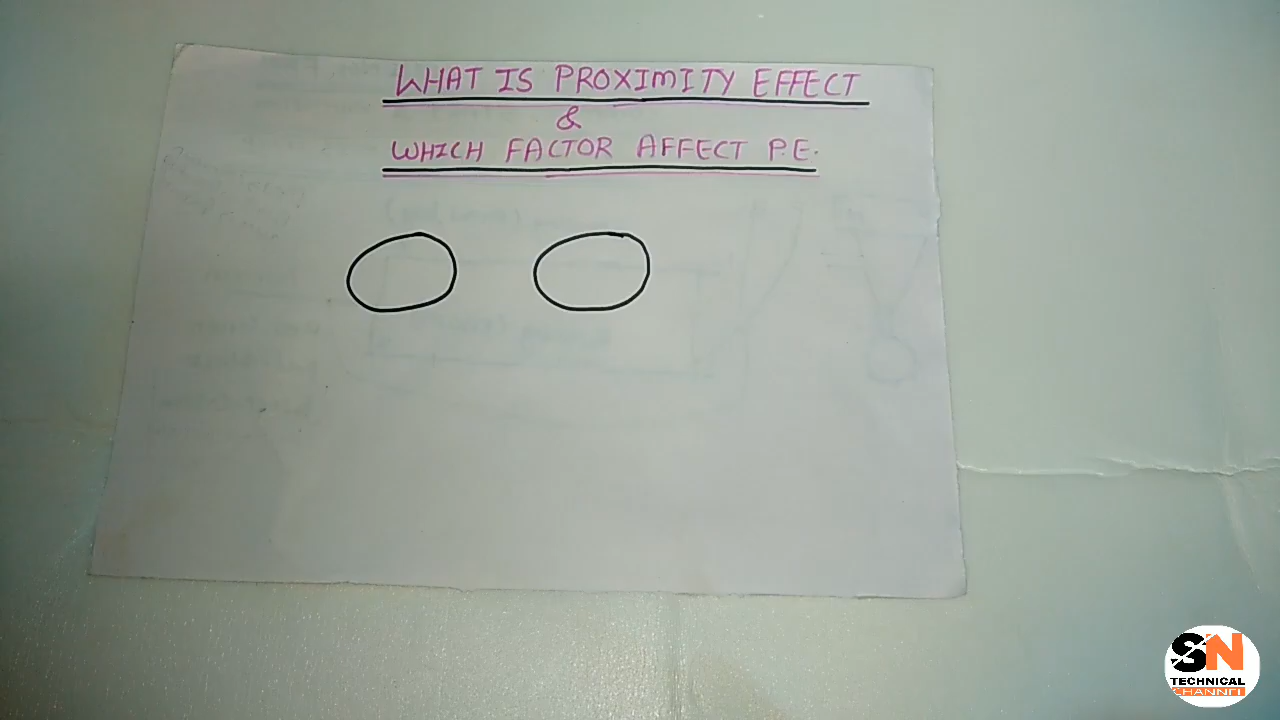 WHAT IS PROXIMITY EFFECT
&
WHICH FACTOR AFFECT P.E.
SN
TECHNICAL
CHANNEL